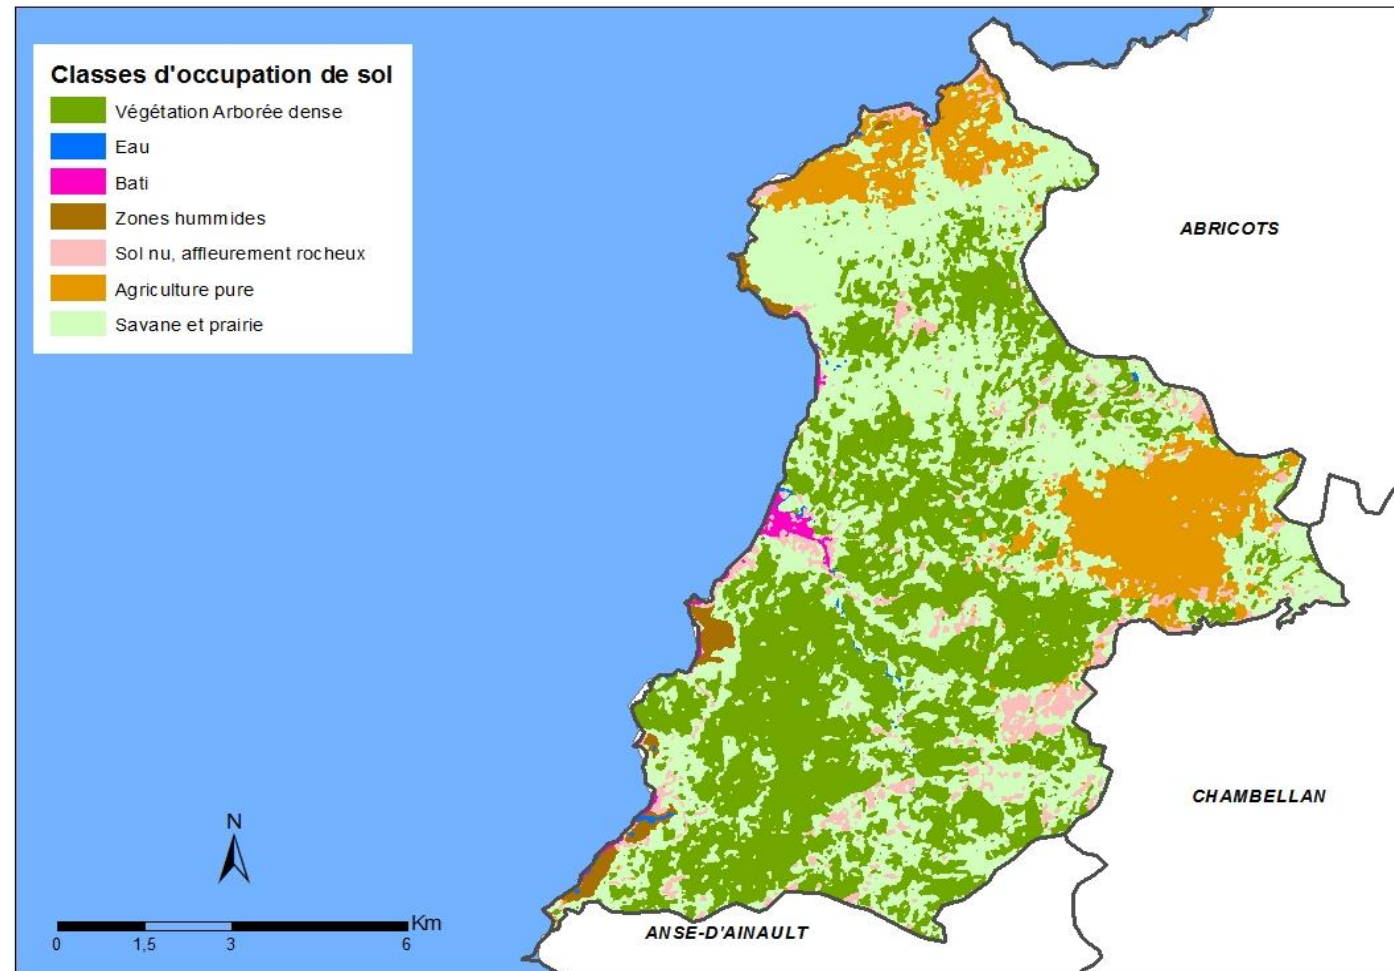 Classes d'occupation de sol
Végétation Arborée dense
Eau
Bati
Zones hummides
Sol nu, affleurement rocheux
Agriculture pure
Savane et prairie
ABRICOTS
CHAMBELLAN
ANSE-D'AINAULT
N
Km
0 1,5 3 6